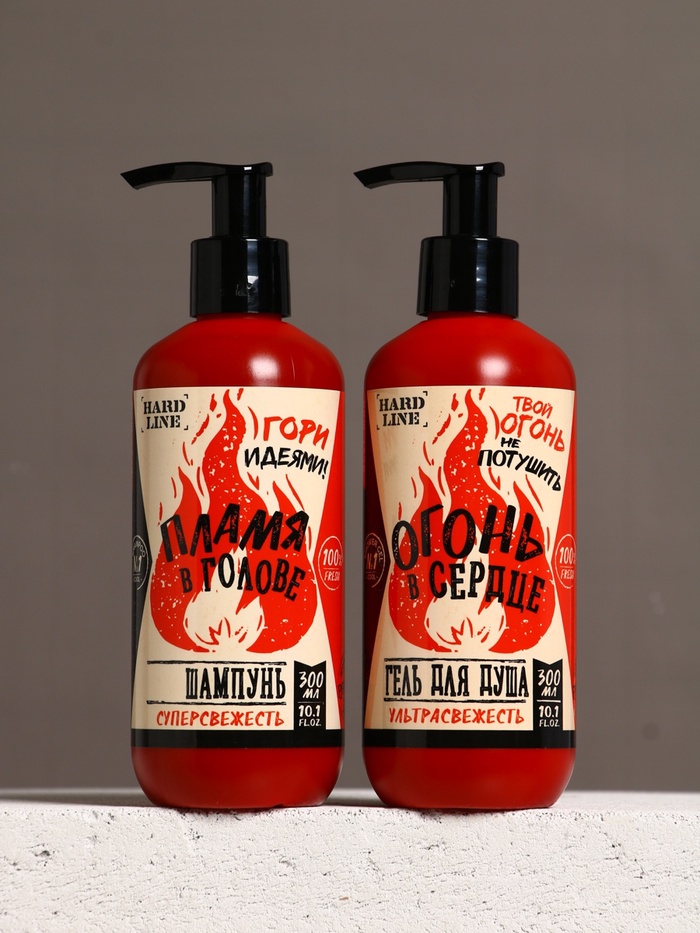 HARD
LINE
ГОРИ
ИДЕЯМИ!
ПЛАМЯ
В ГОЛОВЕ
100%
FRESH
ШАМПУНЬ
СУПЕРСВЕЖЕСТЬ
300
МЛ
10.1
FL.OZ.
HARD
LINE
ТВОЙ
ОГОНЬ
НЕ
ПОТУШИТЬ
ОГОНЬ
В СЕРДЦЕ
100%
FRESH
ГЕЛЬ ДЛЯ ДУША
УЛЬТРАСВЕЖЕСТЬ
300
МЛ
10.1
FL.OZ.